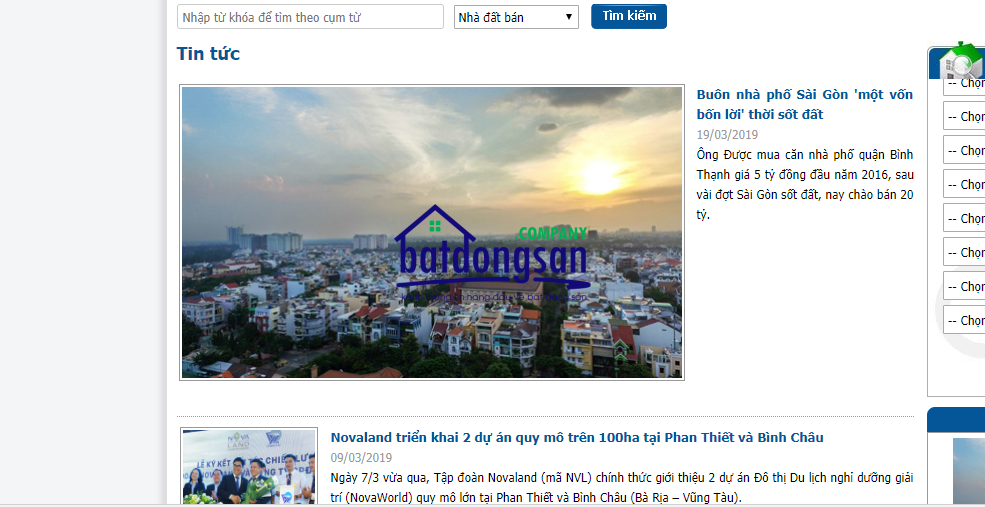 Nhập từ khóa để tìm theo cụm từ
Nhà đất bán
Tìm kiếm
Tin tức
Buôn nhà phố Sài Gòn 'một vốn
bốn lời' thời sốt đất
19/03/2019
Ông Được mua căn nhà phố quận Bình
Thạnh giá 5 tỷ đồng đầu năm 2016, sau
vài đợt Sài Gòn sốt đất, nay chào bán 20
tỷ.
.COMPANY
batdongsan
-- Chọn
-- Chọn
-- Chọn
-- Chọn
-- Chọn
-- Chọn
-- Chọn
-- Chọn
Novaland triển khai 2 dự án quy mô trên 100ha tại Phan Thiết và Bình Châu
09/03/2019
Ngày 7/3 vừa qua, Tập đoàn Novaland (mã NVL) chính thức giới thiệu 2 dự án Đô thị Du lịch nghỉ dưỡng giải
trí (NovaWorld) quy mô lớn tại Phan Thiết và Bình Châu (Bà Rịa – Vũng Tàu).
NOVA
LAND
LỄ KÝ KẾT